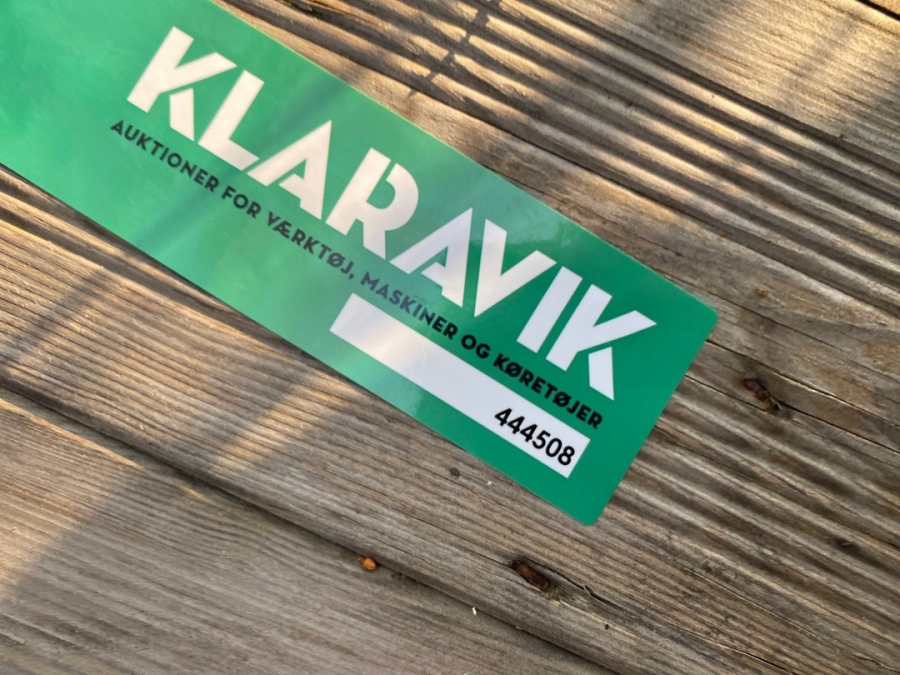 KLARAVIK
AUKTIONER FOR VÆRKTØJ, MASKINER OG KØRETØJER
444508